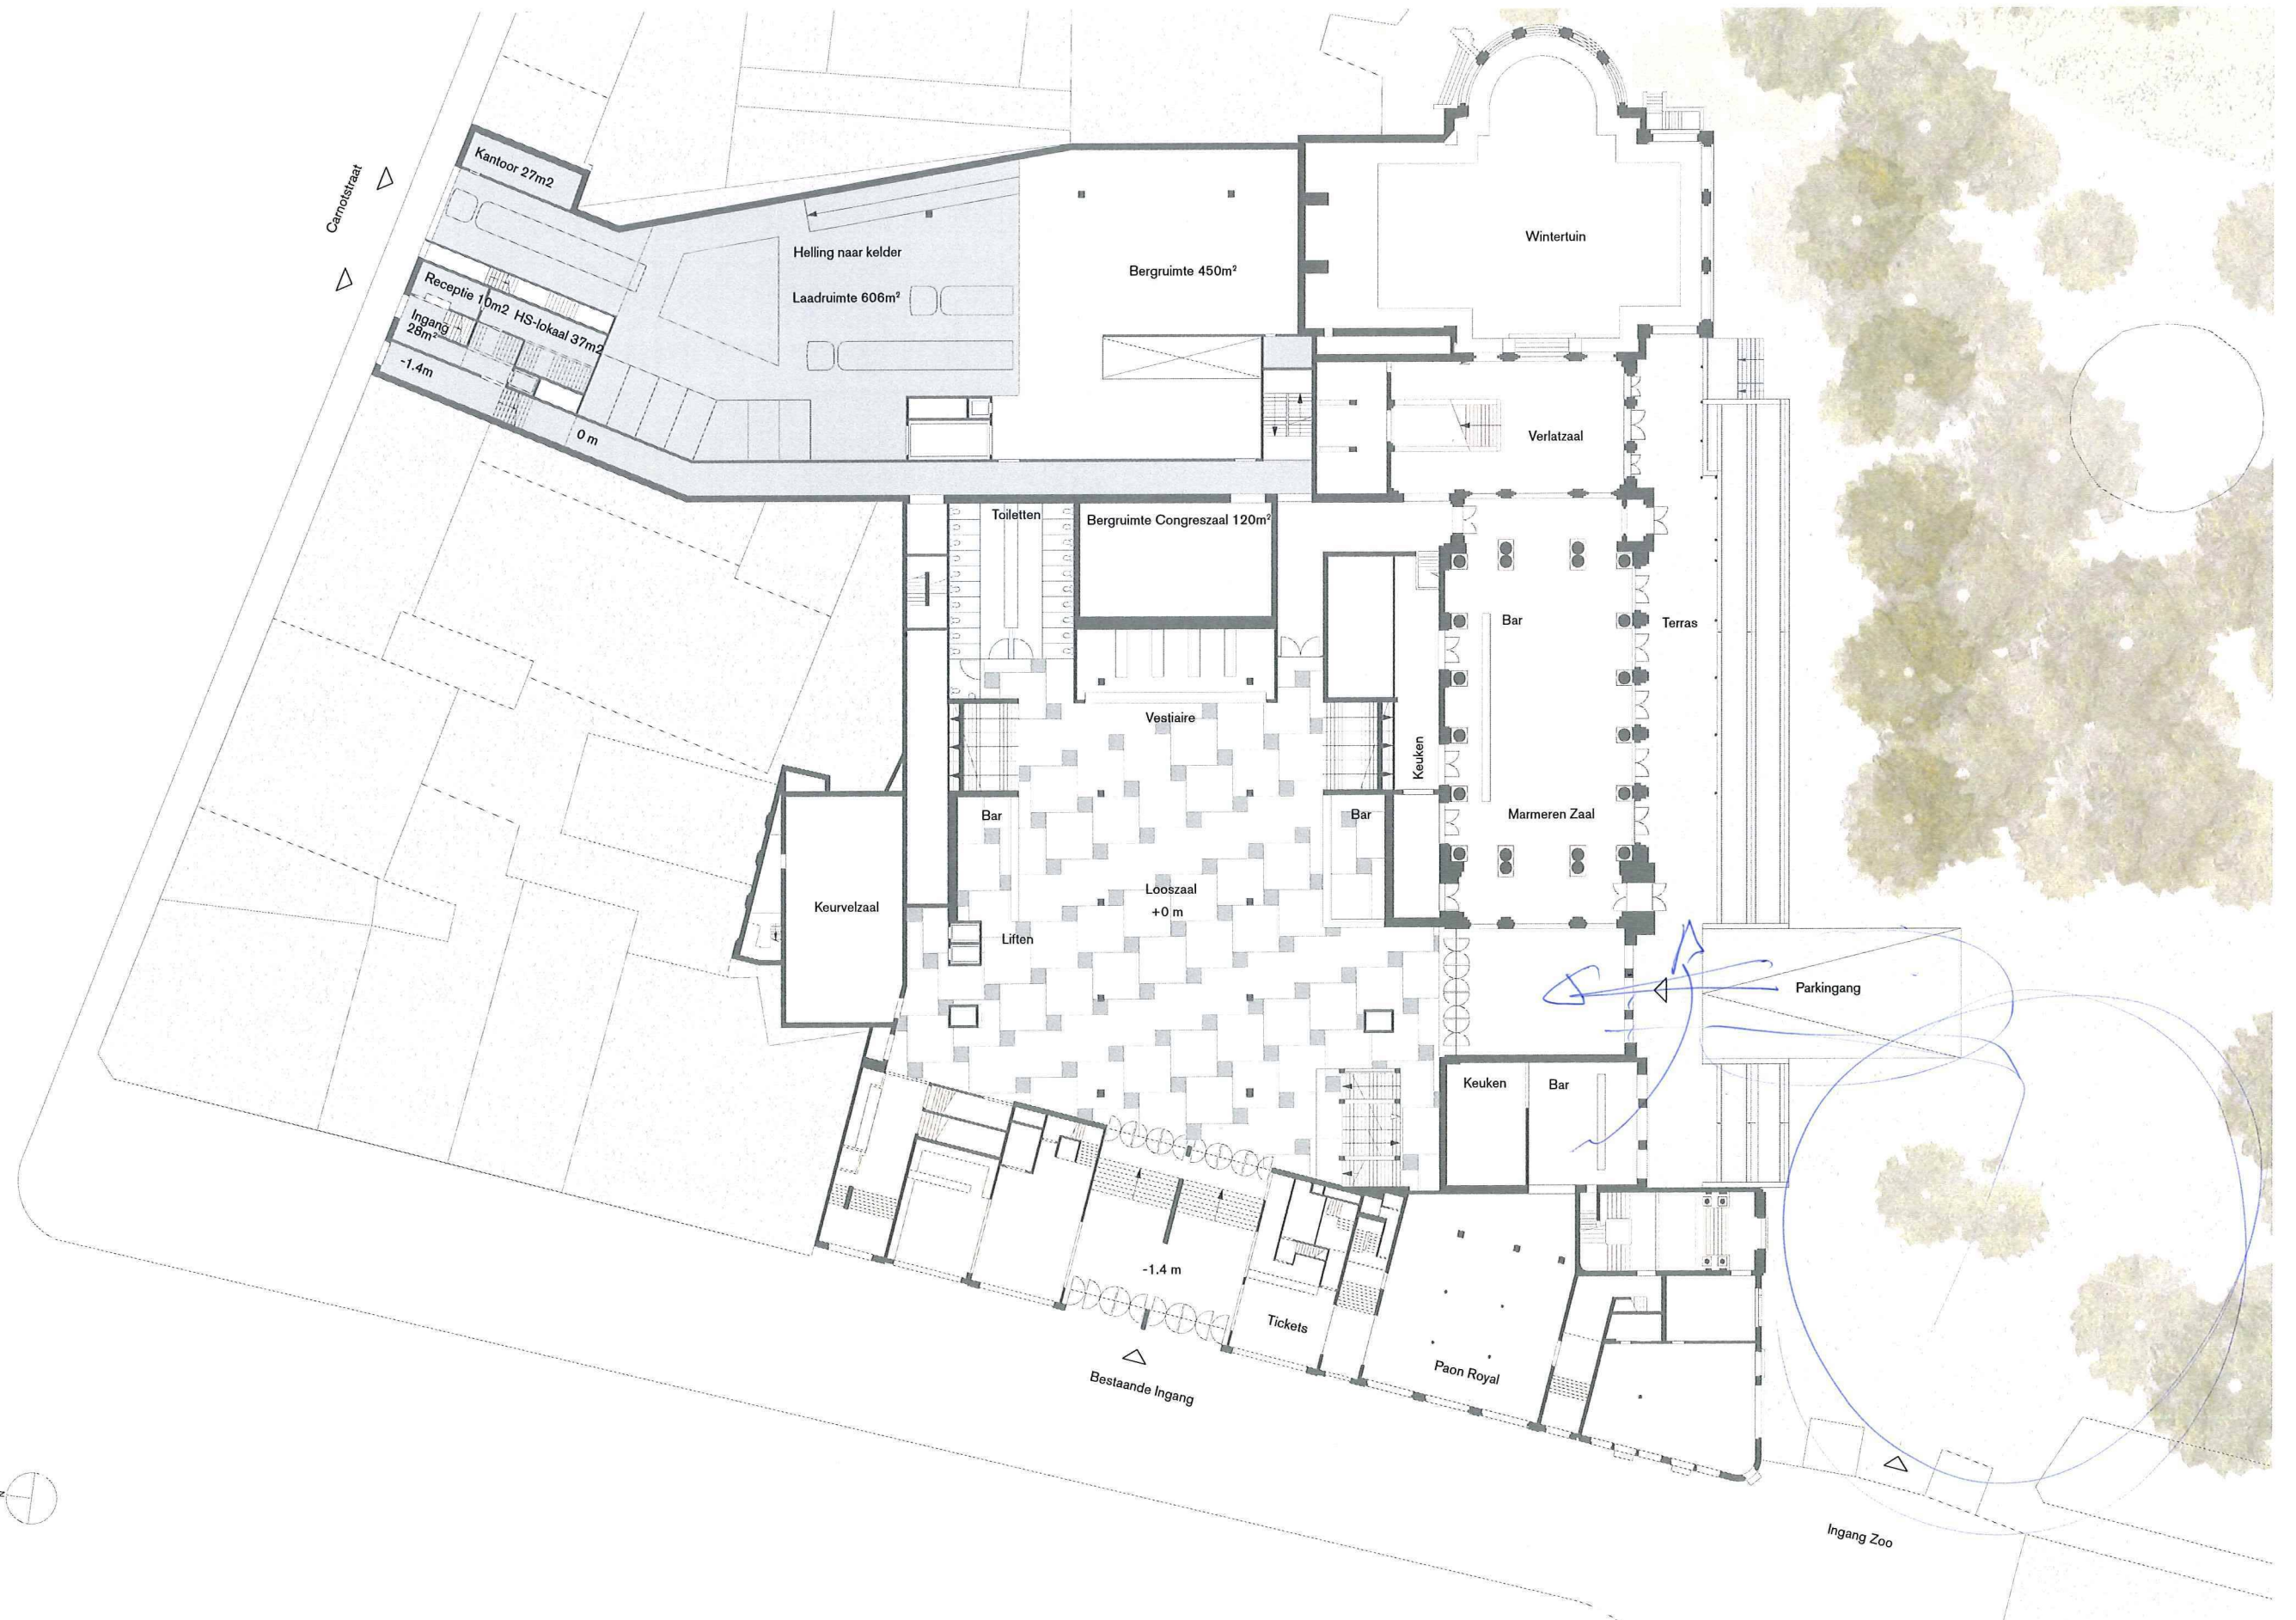 Kantoor 27m2
Carnotstraat
Wintertuin
Helling naar kelder
Bergruimte 450m²
Laadruimte 606m²
Receptie 10m2
HS-lokaal 37m2
Ingang
28m²
-1.4m
0 m
Verlatzaal
Toiletten
Bergruimte Congreszaal 120m²
Bar
Terras
Vestiaire
Keuken
Bar
Bar
Marmeren Zaal
Keurvelzaal
Looszaal
+0 m
Liften
Parkingang
Keuken
Bar
-1.4 m
Tickets
Paon Royal
Bestaande Ingang
Ingang Zoo
N